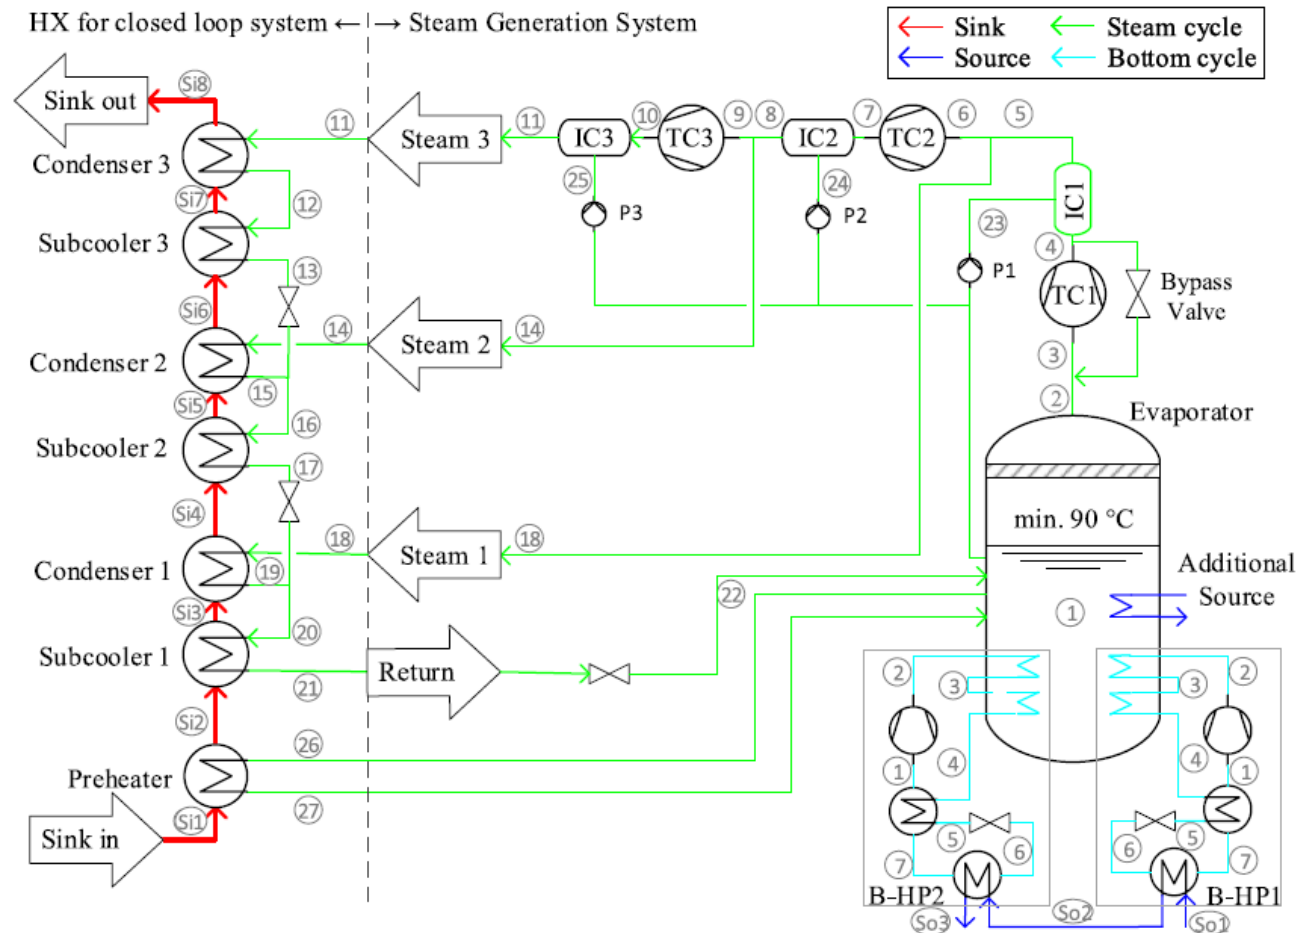 HX for closed loop system ← → Steam Generation System
Sink
Steam cycle
Source
Bottom cycle
Si8
Sink out
11
Steam 3
11
IC3
10
TC3
9
8
IC2
7
TC2
6
5
Condenser 3
25
24
IC1
Si7
12
P3
P2
23
4
Subcooler 3
13
P1
TC1
Bypass
Valve
Si6
14
Steam 2
14
3
Condenser 2
15
2
Evaporator
Si5
16
Subcooler 2
17
Si4
min. 90 °C
18
Steam 1
18
Condenser 1
19
Additional
Source
22
1
Si3
20
Subcooler 1
21
Return
2
3
3
2
Si2
26
4
4
Preheater
1
1
27
Si1
Sink in
5
6
5
6
7
7
B-HP2
B-HP1
So3
So2
So1